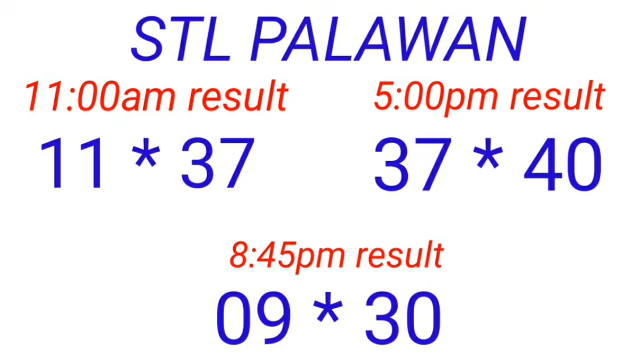 STL PALAWAN
11:00am result 5:00pm result
11 * 37 37 * 40
8:45pm result
09 * 30